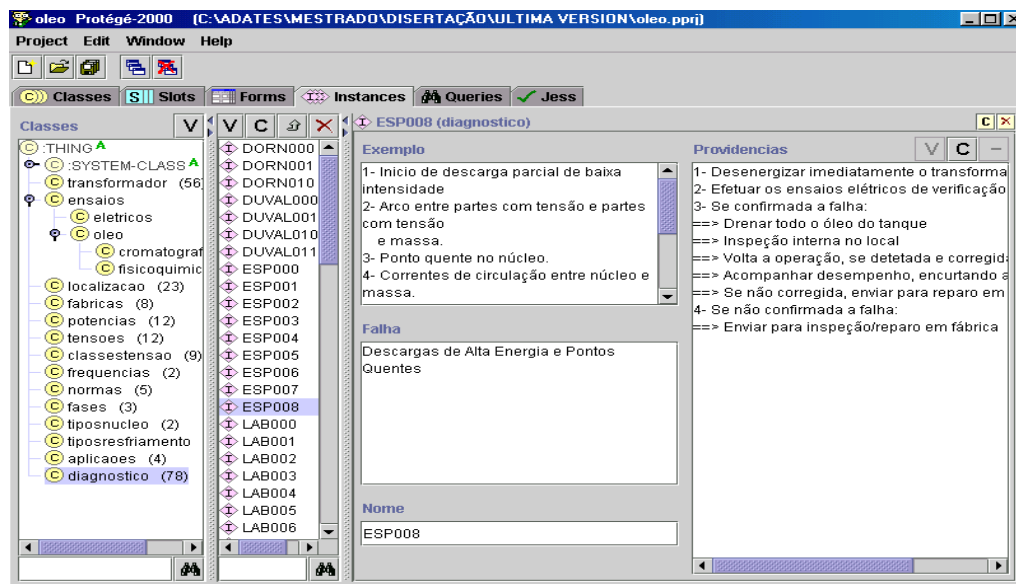 oleo Protégé-2000 (C:\ADATES\MESTRADO\DISERTAÇÃO\ULTIMA VERSION\oleo.pprj)
Project Edit Window Help
Classes S Slots Forms Instances Queries Jess
Classes V
:THING A
:SYSTEM-CLASS A
transformador (56)
ensaios
eletricos
oleo
cromatograf
fisicoquimic
localizacao (23)
fabricas (8)
potencias (12)
tensoes (12)
classestensao (9)
frequencias (2)
normas (5)
fases (3)
tiposnucleo (2)
tiposresfriamento
aplicaoes (4)
diagnostico (78)
V C
DORN000
DORN001
DORN010
DUVAL000
DUVAL001
DUVAL010
DUVAL011
ESP000
ESP001
ESP002
ESP003
ESP004
ESP005
ESP006
ESP007
ESP008
LAB000
LAB001
LAB002
LAB003
LAB004
LAB005
LAB006
ESP008 (diagnostico) C
Exemplo
1- Inicio de descarga parcial de baixa
intensidade
2- Arco entre partes com tensão e partes
com tensão
e massa.
3- Ponto quente no núcleo.
4- Correntes de circulação entre núcleo e
massa.
Falha
Descargas de Alta Energia e Pontos
Quentes
Nome
ESP008
Providencias V C
1- Desenergizar imediatamente o transforma
2- Efetuar os ensaios elétricos de verificação
3- Se confirmada a falha:
==> Drenar todo o óleo do tanque
==> Inspeção interna no local
==> Volta a operação, se detetada e corregida
==> Acompanhar desempenho, encurtando a
==> Se não corregida, enviar para reparo em
4- Se não confirmada a falha:
==> Enviar para inspeção/reparo em fábrica